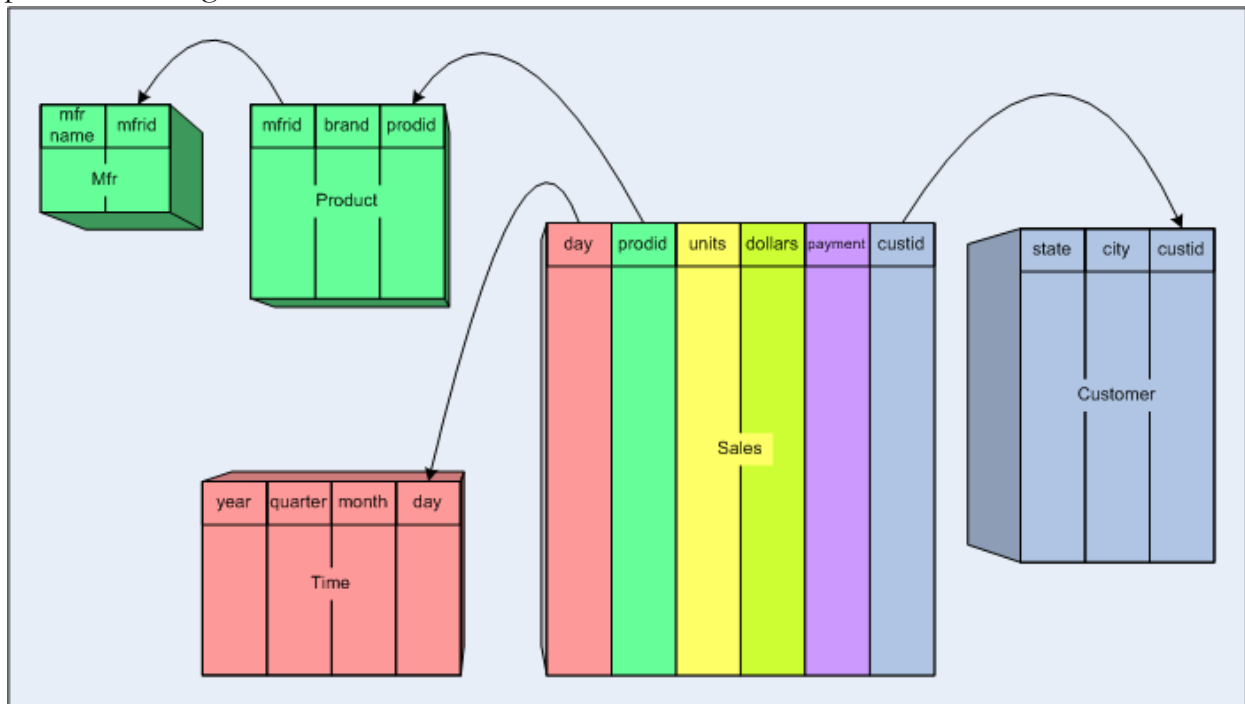 mfr
name
mfrid
Mfr
mfrid
brand
prodid
Product
day
prodid
units
dollars
payment
custid
Sales
state
city
custid
Customer
year
quarter
month
day
Time